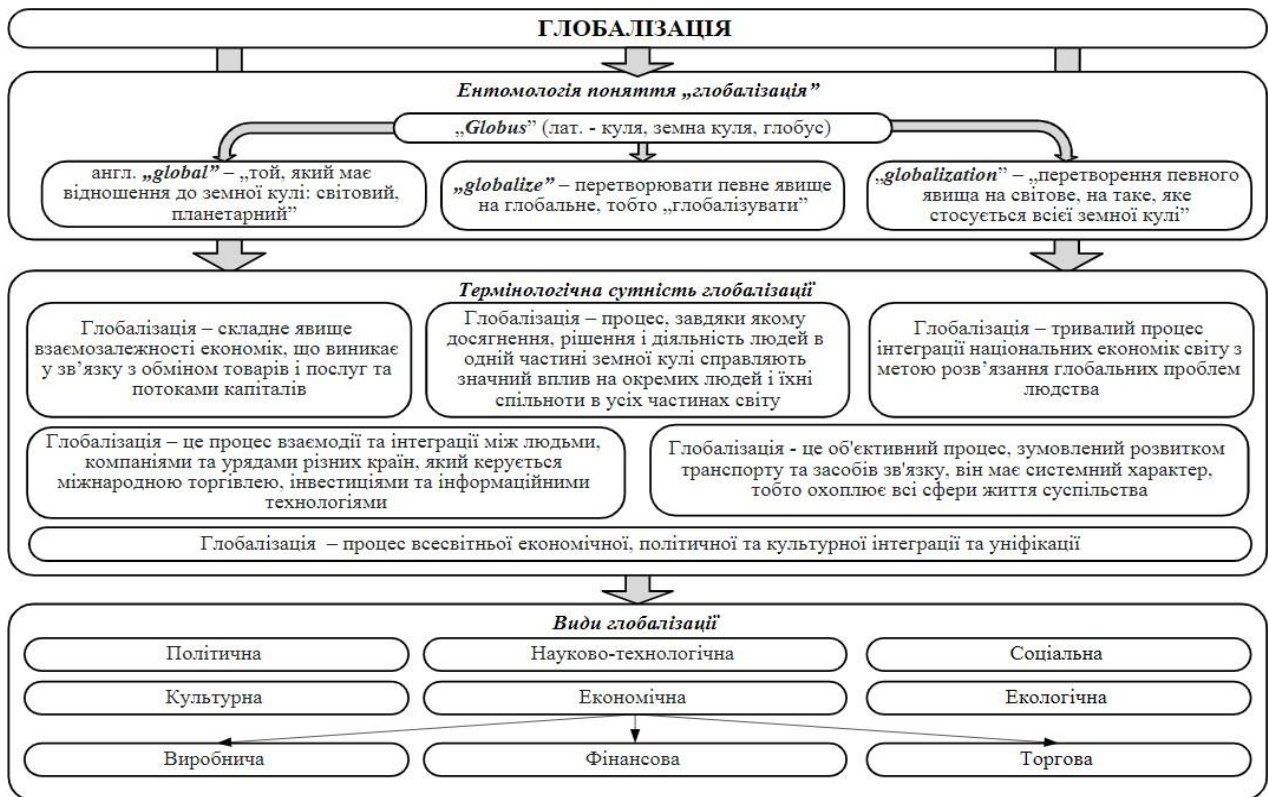 ГЛОБАЛІЗАЦІЯ
Ентомологія поняття „глобалізація”
„Globus” (лат. - куля, земна куля, глобус)
англ. „global” – „той, який має
відношення до земної кулі: світовий,
планетарний”
„globalize” – перетворювати певне явище
на глобальне, тобто „глобалізувати”
„globalization” – „перетворення певного
явища на світове, на таке, яке
стосується всієї земної кулі”
Термінологічна сутність глобалізації
Глобалізація – складне явище
взаємозалежності економік, що виникає
у зв’язку з обміном товарів і послуг та
потоками капіталів
Глобалізація – процес, завдяки якому
досягнення, рішення і діяльність людей в
одній частині земної кулі справляють
значний вплив на окремих людей і їхні
спільноти в усіх частинах світу
Глобалізація – тривалий процес
інтеграції національних економік світу з
метою розв’язання глобальних проблем
людства
Глобалізація – це процес взаємодії та інтеграції між людьми,
компаніями та урядами різних країн, який керується
міжнародною торгівлею, інвестиціями та інформаційними
технологіями
Глобалізація - це об'єктивний процес, зумовлений розвитком
транспорту та засобів зв'язку, він має системний характер,
тобто охоплює всі сфери життя суспільства
Глобалізація – процес всесвітньої економічної, політичної та культурної інтеграції та уніфікації
Види глобалізації
Політична
Науково-технологічна
Соціальна
Культурна
Економічна
Екологічна
Виробнича
Фінансова
Торгова